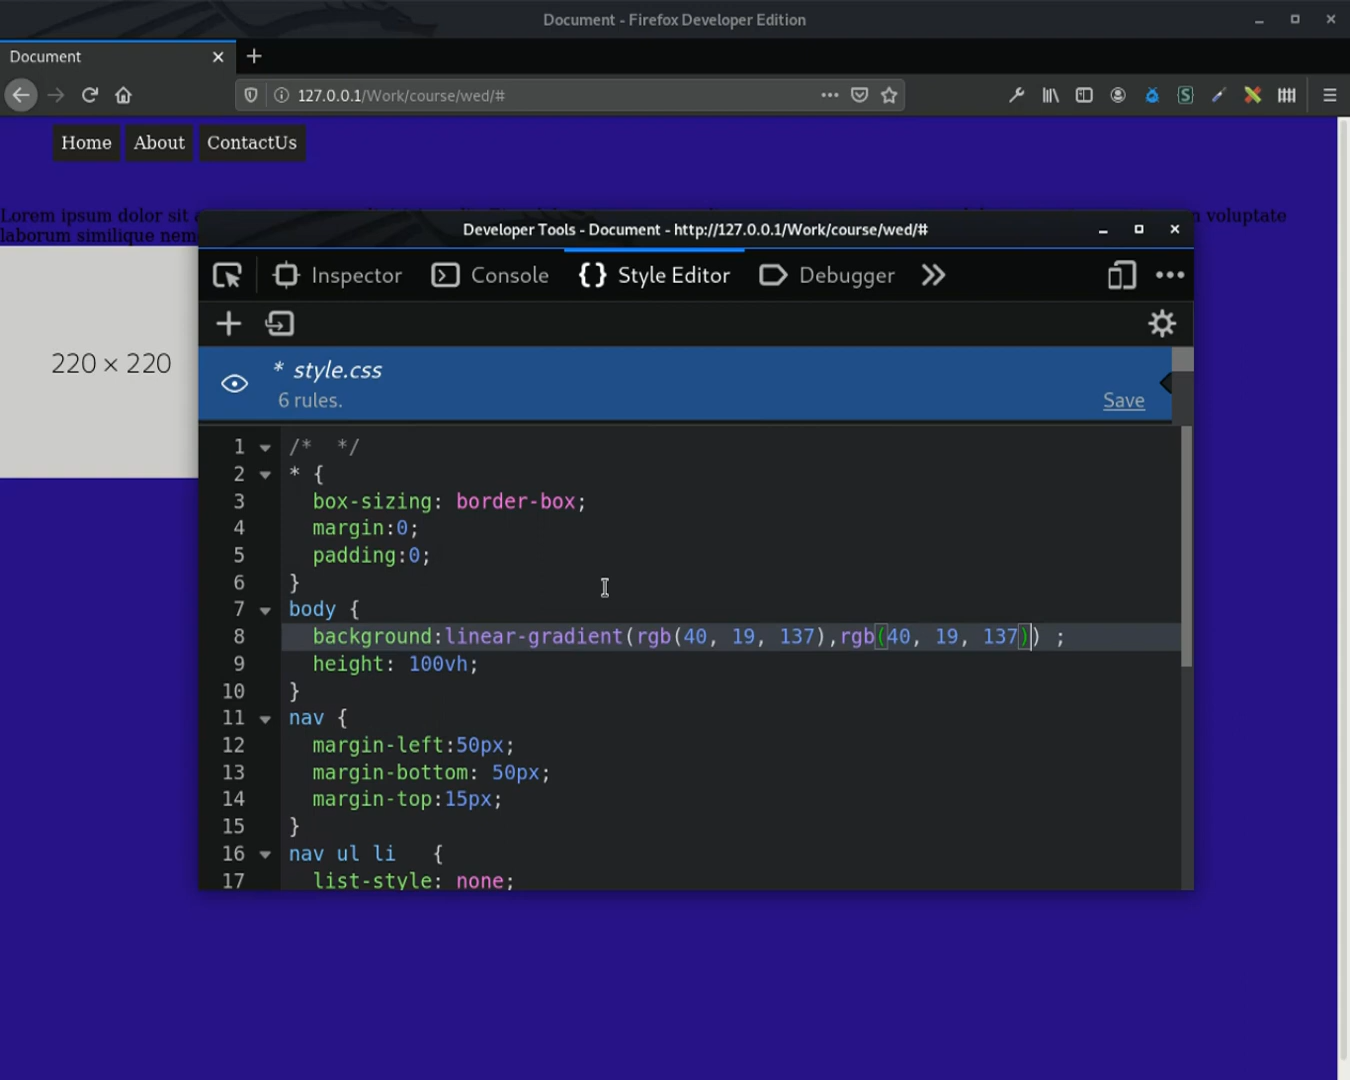 Document - Firefox Developer Edition
Document
127.0.0.1/Work/course/wed/#
Home About ContactUs
Lorem ipsum dolor sit
n voluptate
laborum similique nem
220 × 220
Developer Tools - Document - http://127.0.0.1/Work/course/wed/#
Inspector Console {} Style Editor Debugger
* style.css
6 rules.
Save
1 /*  */
2 * {
3 box-sizing: border-box;
4 margin:0;
5 padding:0;
6 }
7 body {
8 background:linear-gradient(rgb(40, 19, 137),rgb(40, 19, 137)) ;
9 height: 100vh;
10 }
11 nav {
12 margin-left:50px;
13 margin-bottom: 50px;
14 margin-top:15px;
15 }
16 nav ul li   {
17 list-style: none;